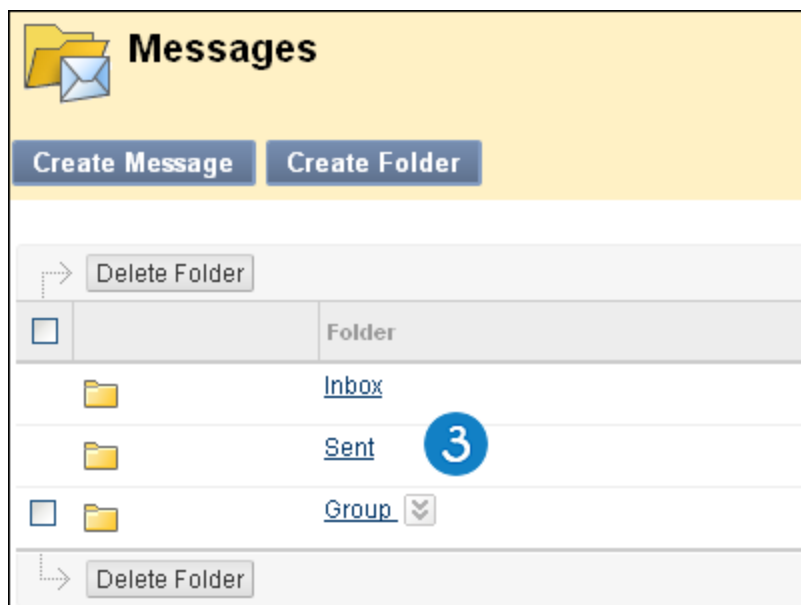 Messages
Create Message Create Folder
Delete Folder
Folder
Inbox
Sent 3
Group
Delete Folder